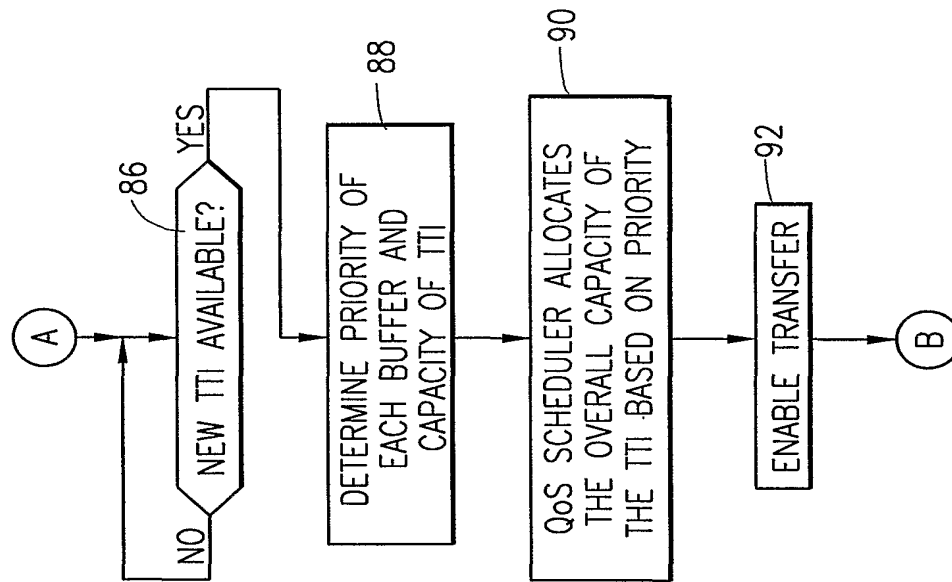 A
86
NEW TTI AVAILABLE?
NO
YES
88
DETERMINE PRIORITY OF
EACH BUFFER AND
CAPACITY OF TTI
90
QoS SCHEDULER ALLOCATES
THE OVERALL CAPACITY OF
THE TTI BASED ON PRIORITY
92
ENABLE TRANSFER
B